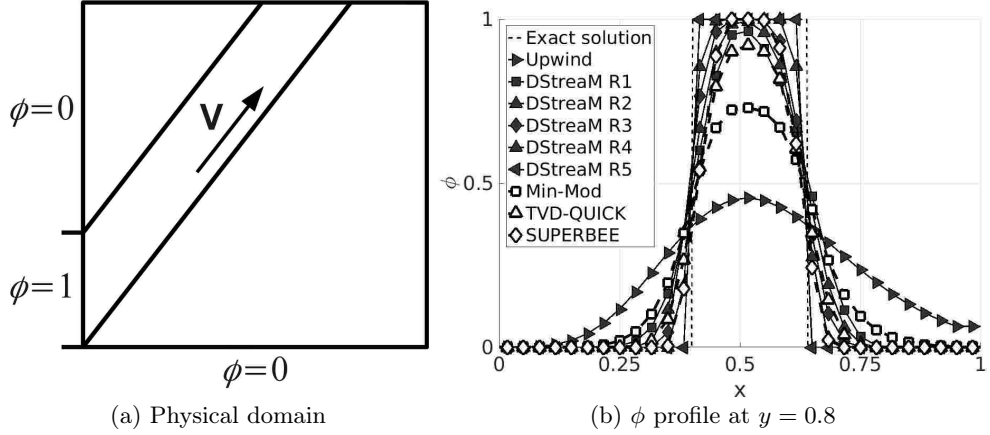 ϕ=0
V
ϕ=1
ϕ=0
(a) Physical domain
1
0.5
0
ϕ
Exact solution
Upwind
DStreaM R1
DStreaM R2
DStreaM R3
DStreaM R4
DStreaM R5
Min-Mod
TVD-QUICK
SUPERBEE
0 0.25 0.5 0.75 1
x
(b) ϕ profile at y = 0.8